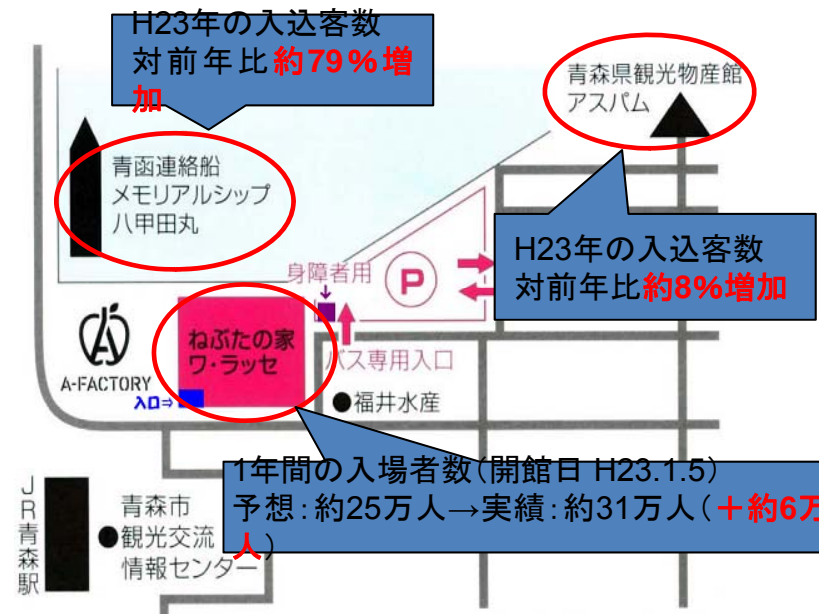 H23年の入込客数
対前年比約79%増
加
青森県観光物産館
アスパム
青函連絡船
メモリアルシップ
八甲田丸
H23年の入込客数
対前年比約8%増加
身障者用
P
ねぶたの家
ワ・ラッセ
バス専用入口
A-FACTORY
入口⇒
●福井水産
1年間の入場者数(開館日 H23.1.5)
予想:約25万人→実績:約31万人(+約6万
人)
JR青森駅
青森市
●観光交流
情報センター